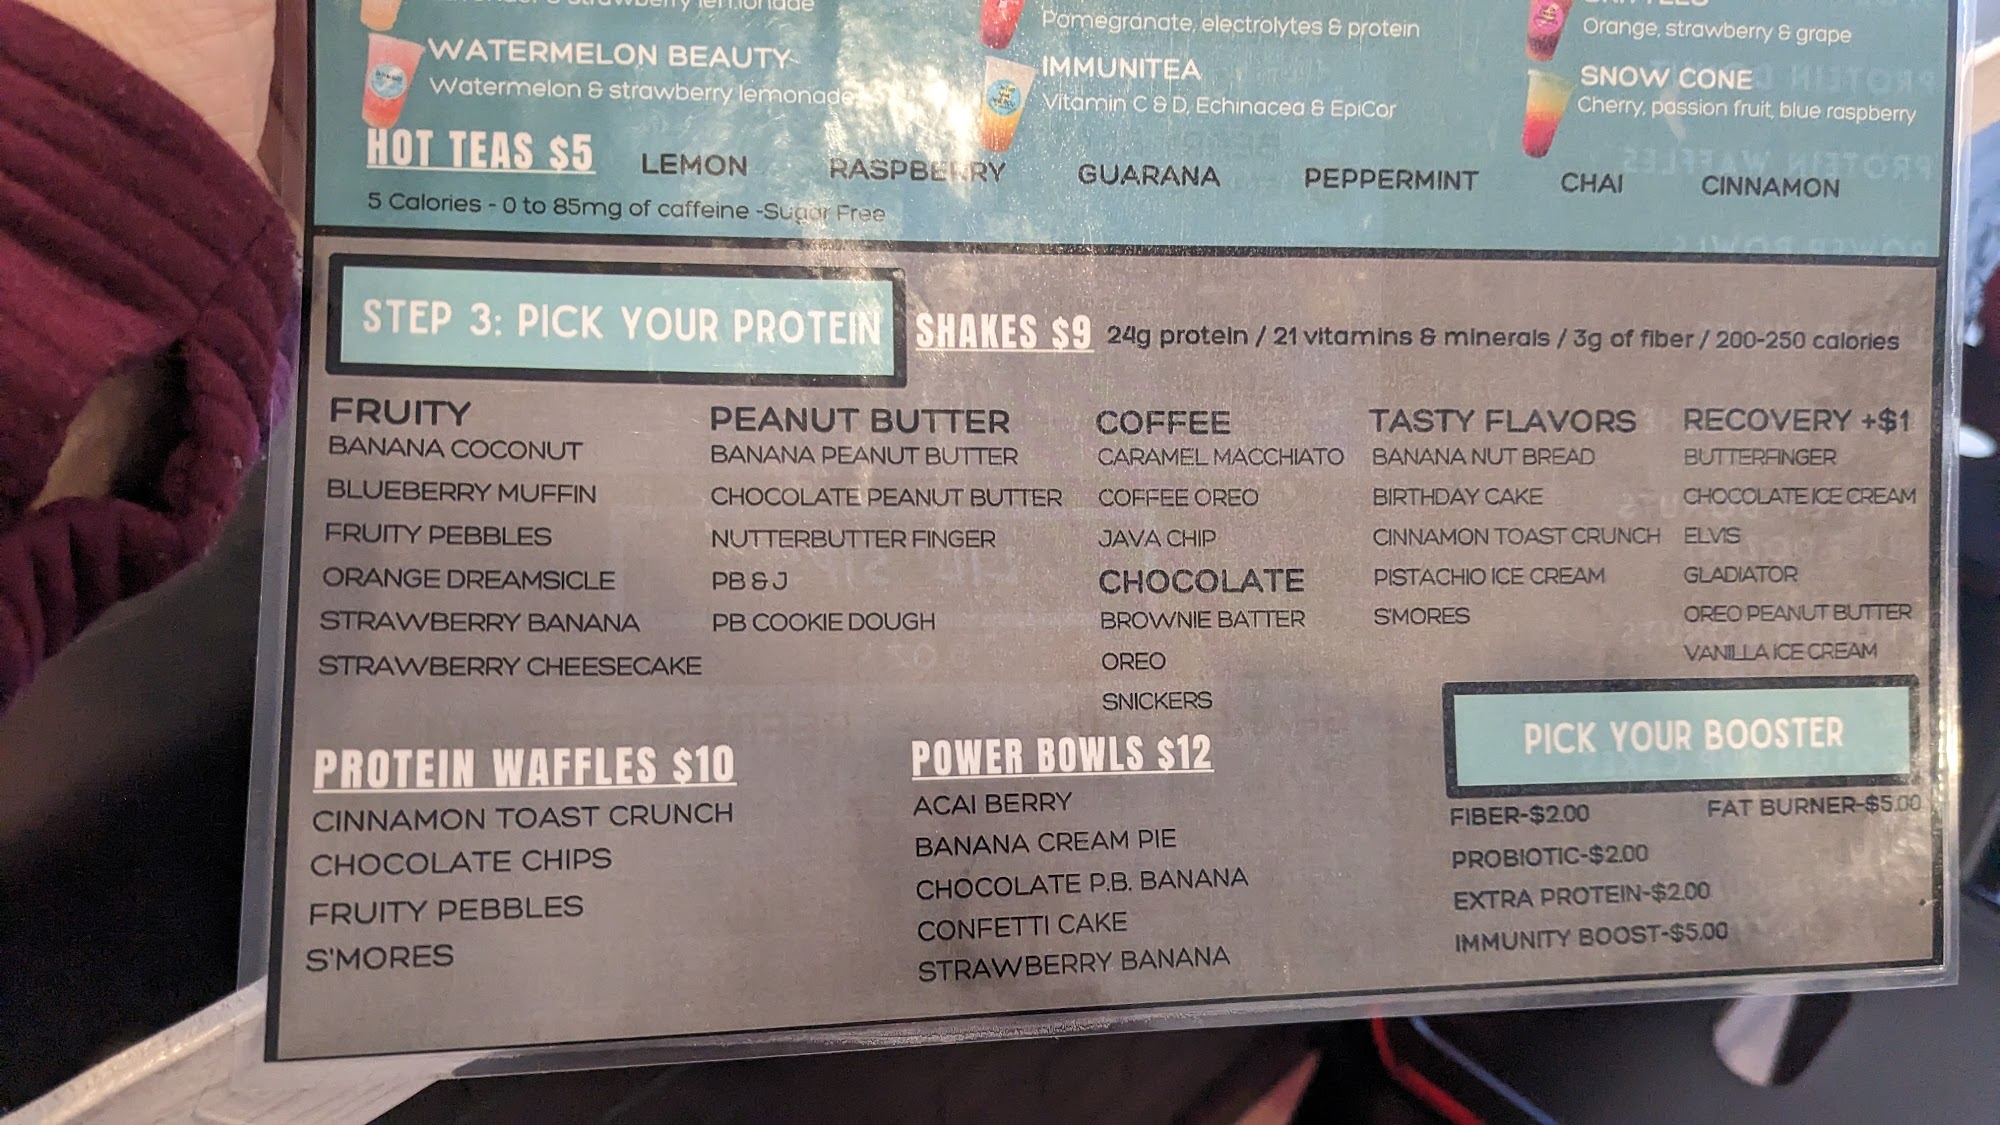 & strawberry lemonade
Pomegranate, electrolytes & protein
Orange, strawberry & grape
WATERMELON BEAUTY
Watermelon & strawberry lemonade
IMMUNITEA
Vitamin C & D, Echinacea & EpiCor
SNOW CONE
Cherry, passion fruit, blue raspberry
HOT TEAS $5 LEMON RASPBERRY GUARANA PEPPERMINT CHAI CINNAMON
5 Calories - 0 to 85mg of caffeine -Sugar Free
STEP 3: PICK YOUR PROTEIN
SHAKES $9 24g protein / 21 vitamins & minerals / 3g of fiber / 200-250 calories
FRUITY
BANANA COCONUT
BLUEBERRY MUFFIN
FRUITY PEBBLES
ORANGE DREAMSICLE
STRAWBERRY BANANA
STRAWBERRY CHEESECAKE
PEANUT BUTTER
BANANA PEANUT BUTTER
CHOCOLATE PEANUT BUTTER
NUTTERBUTTER FINGER
PB & J
PB COOKIE DOUGH
COFFEE
CARAMEL MACCHIATO
COFFEE OREO
JAVA CHIP
CHOCOLATE
BROWNIE BATTER
OREO
SNICKERS
TASTY FLAVORS
BANANA NUT BREAD
BIRTHDAY CAKE
CINNAMON TOAST CRUNCH
PISTACHIO ICE CREAM
S'MORES
RECOVERY +$1
BUTTERFINGER
CHOCOLATE ICE CREAM
ELVIS
GLADIATOR
OREO PEANUT BUTTER
VANILLA ICE CREAM
PROTEIN WAFFLES $10
CINNAMON TOAST CRUNCH
CHOCOLATE CHIPS
FRUITY PEBBLES
S'MORES
POWER BOWLS $12
ACAI BERRY
BANANA CREAM PIE
CHOCOLATE P.B. BANANA
CONFETTI CAKE
STRAWBERRY BANANA
PICK YOUR BOOSTER
FIBER-$2.00 FAT BURNER-$5.00
PROBIOTIC-$2.00
EXTRA PROTEIN-$2.00
IMMUNITY BOOST-$5.00